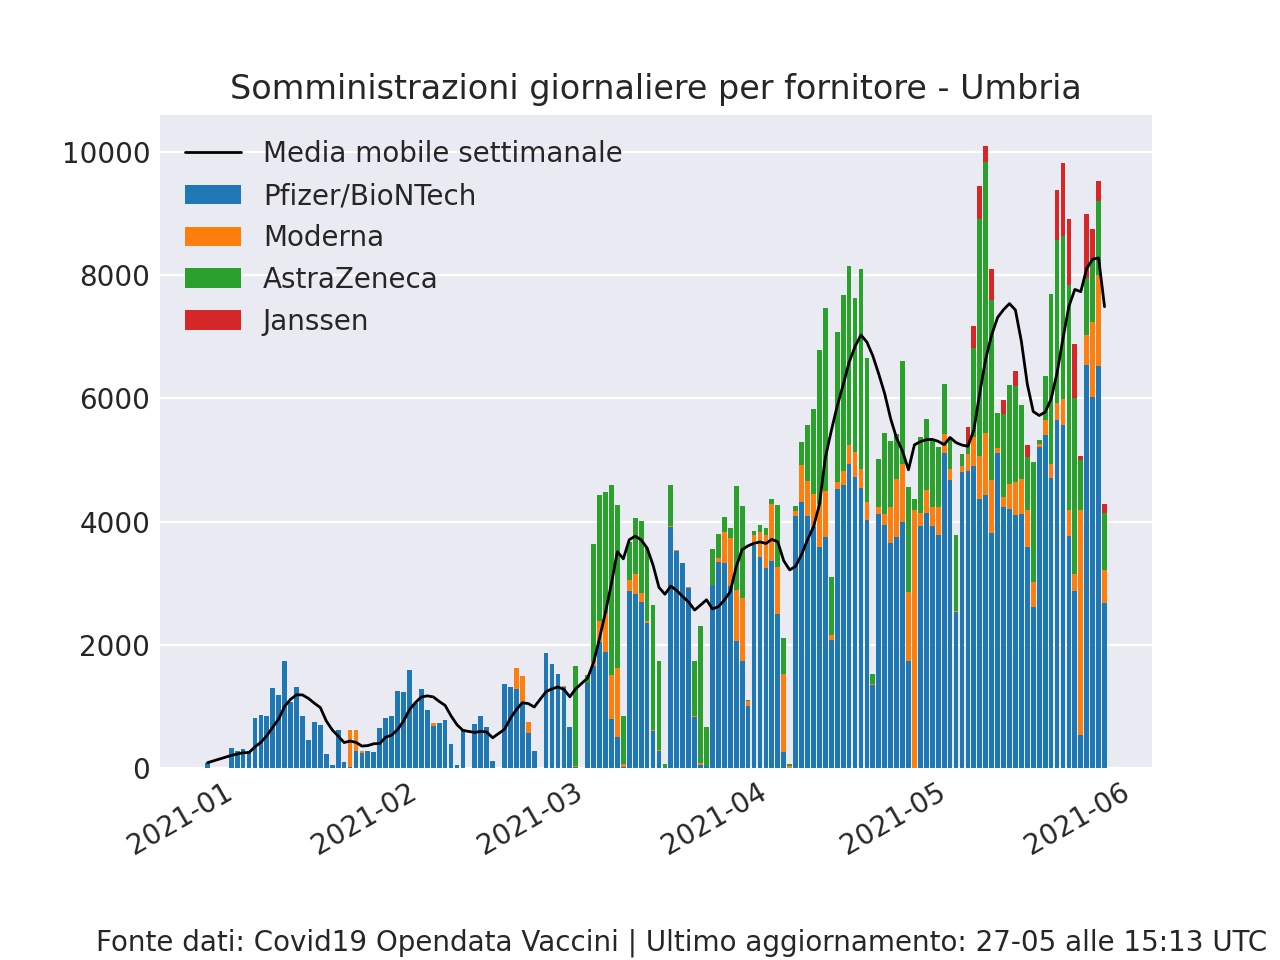 Somministrazioni giornaliere per fornitore - Umbria
Media mobile settimanale
Pfizer/BioNTech
Moderna
AstraZeneca
Janssen
10000
8000
6000
4000
2000
0
2021-01
2021-02
2021-03
2021-04
2021-05
2021-06
Fonte dati: Covid19 Opendata Vaccini | Ultimo aggiornamento: 27-05 alle 15:13 UTC